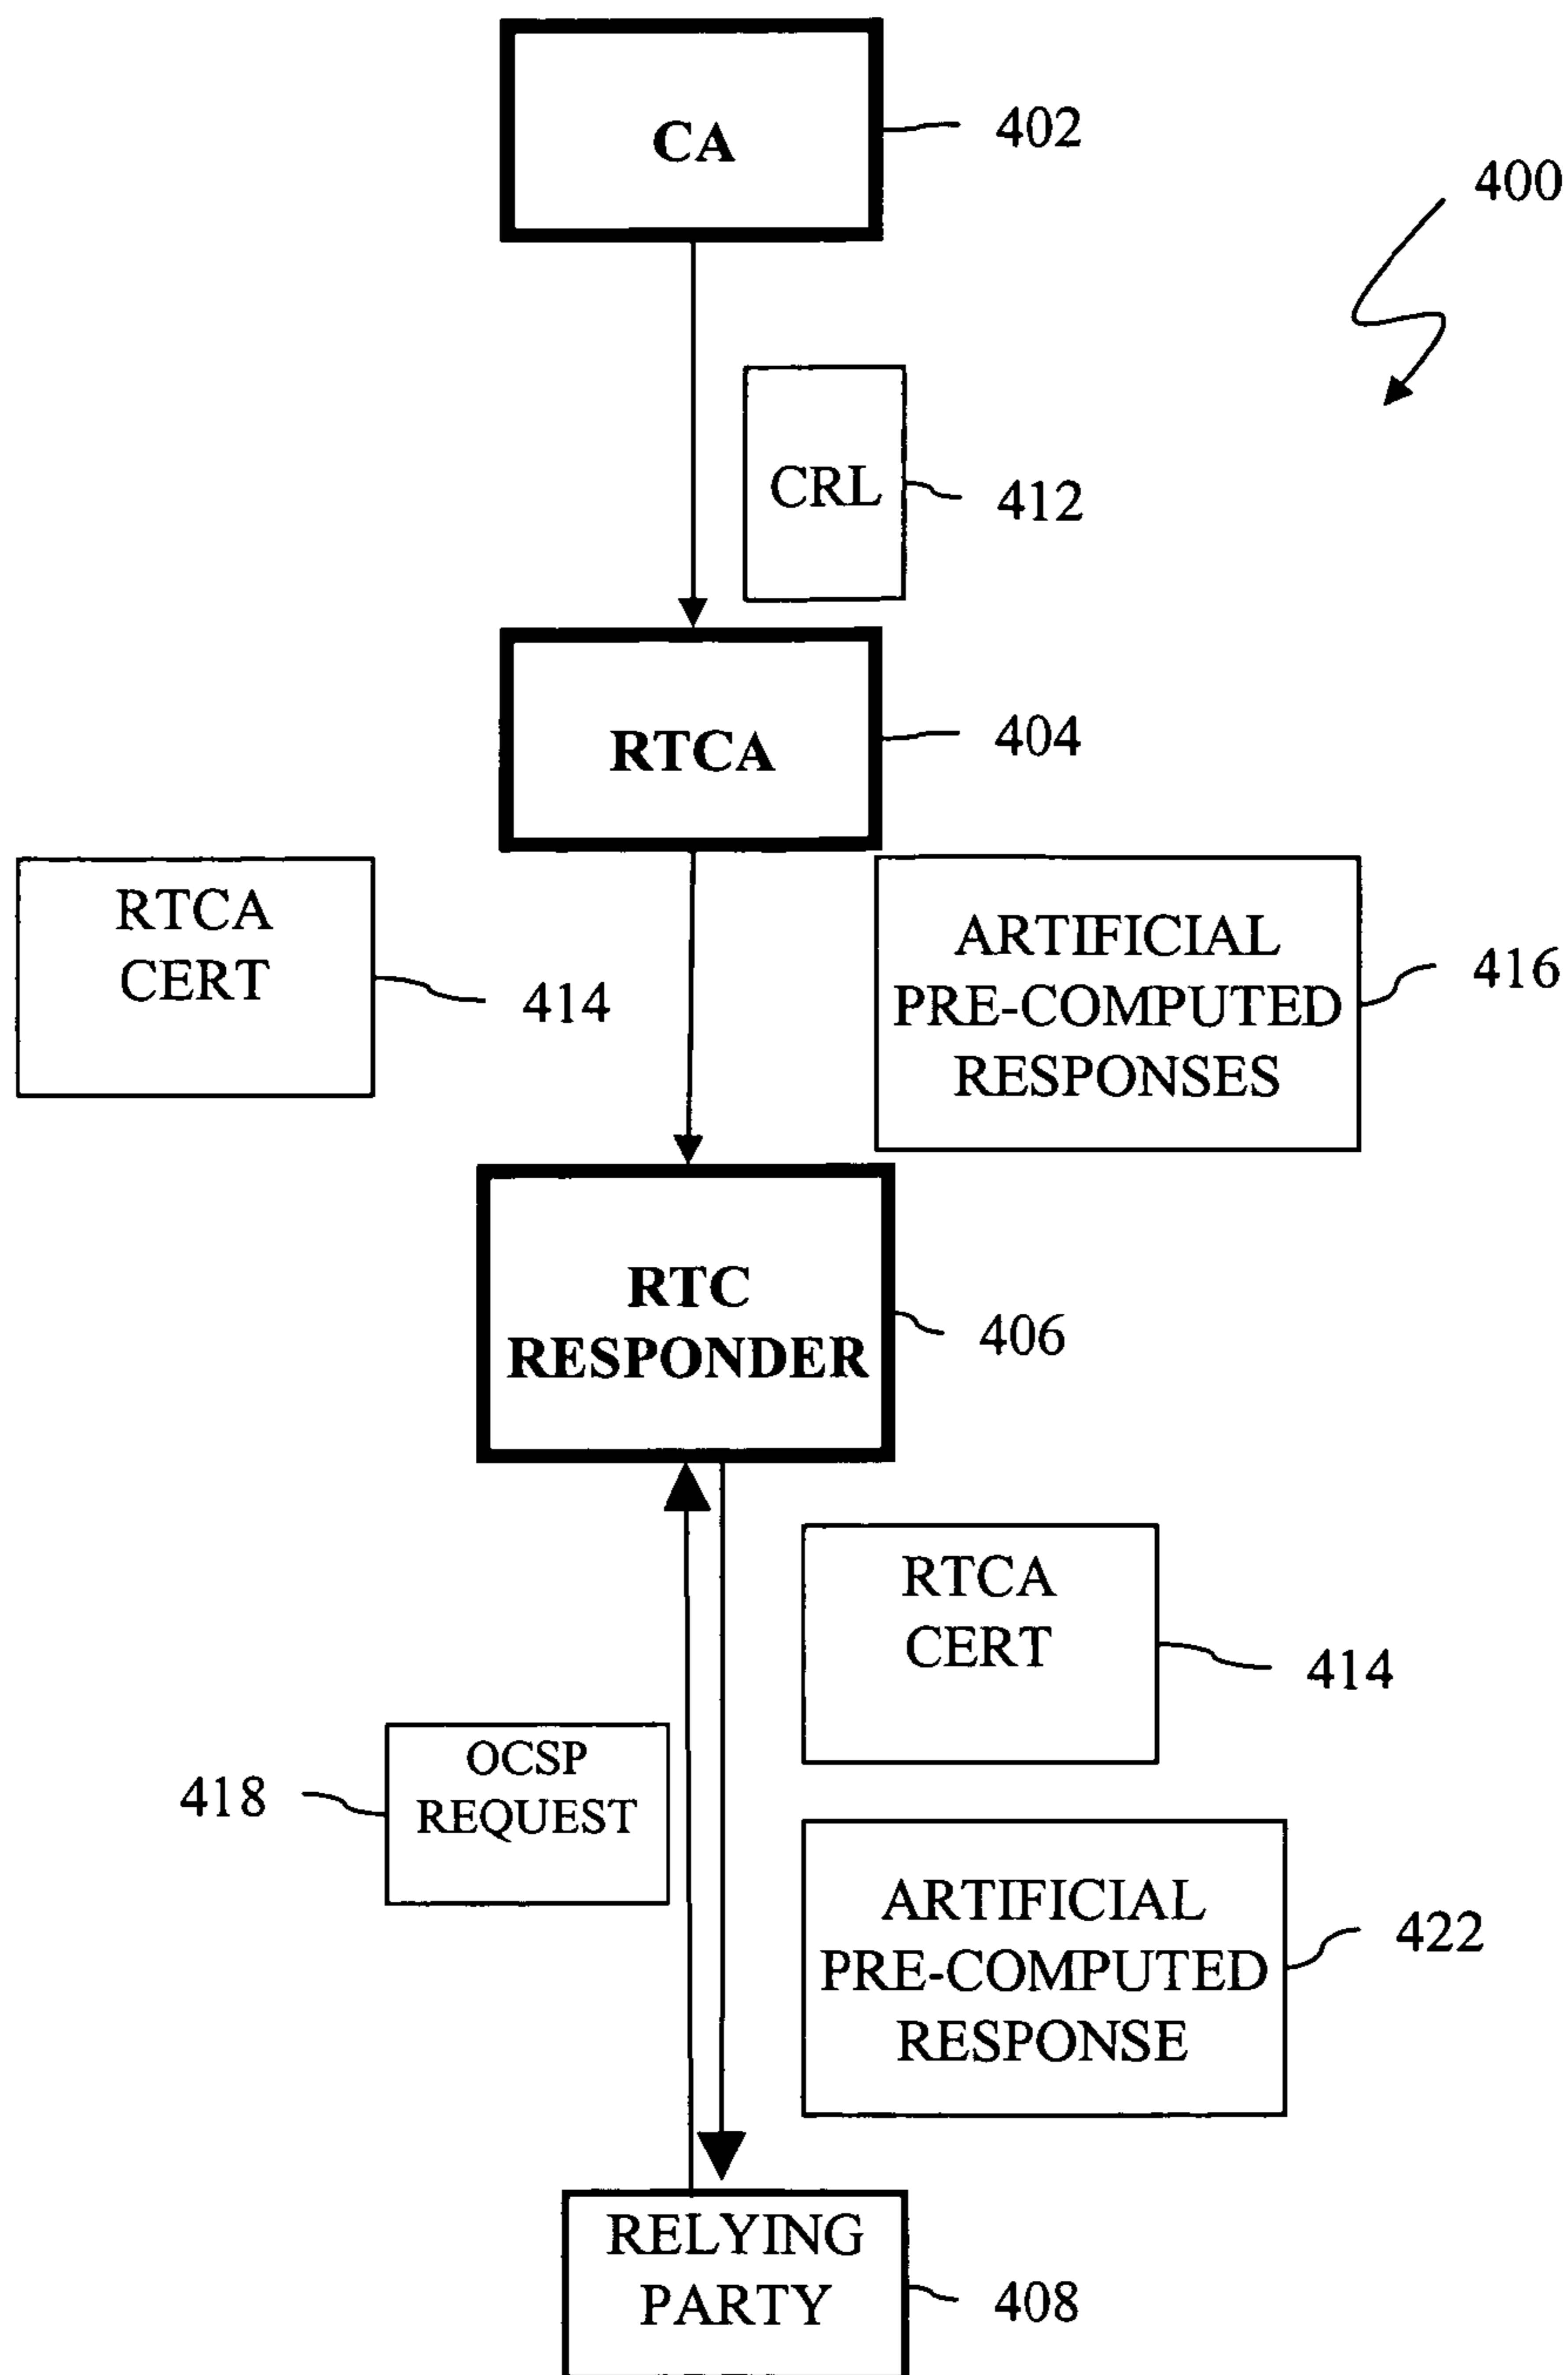 CA
402
400
CRL
412
RTCA
404
RTCA
CERT
414
ARTIFICIAL
PRE-COMPUTED
RESPONSES
416
RTC
RESPONDER
406
RTCA
CERT
414
OCSP
REQUEST
418
ARTIFICIAL
PRE-COMPUTED
RESPONSE
422
RELYING
PARTY
408